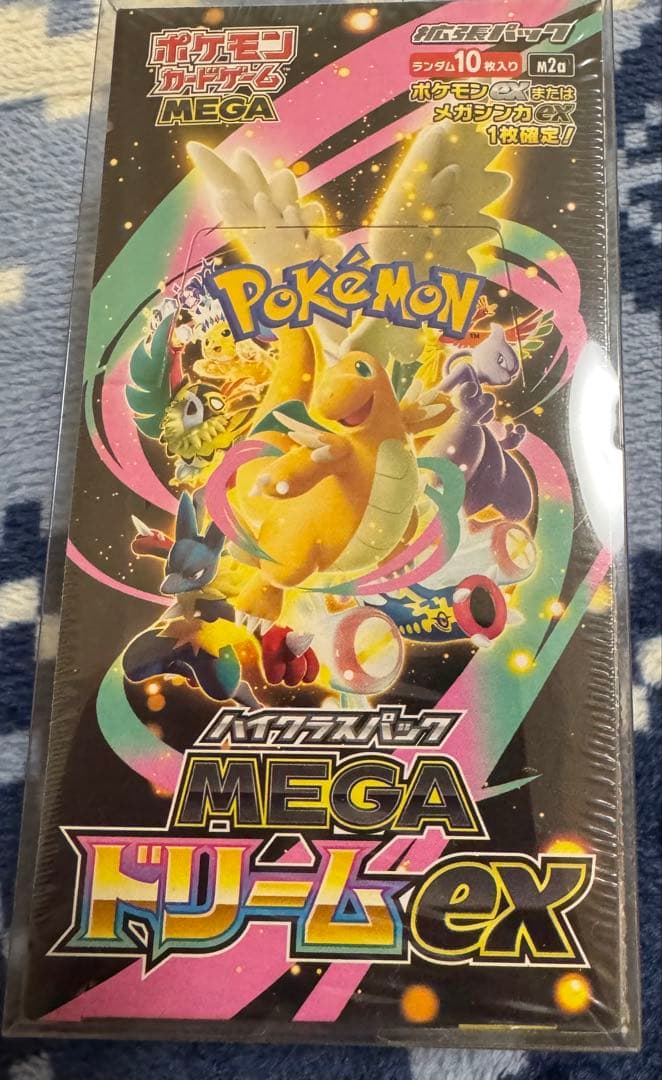 ポケモン
カードゲーム
MEGA
拡張パック
ランダム10枚入り M2a
ポケモンexまたは
メガシンカex
1枚確定!
POKéMON
TM
ハイクラスパック
MEGA
ドリームex